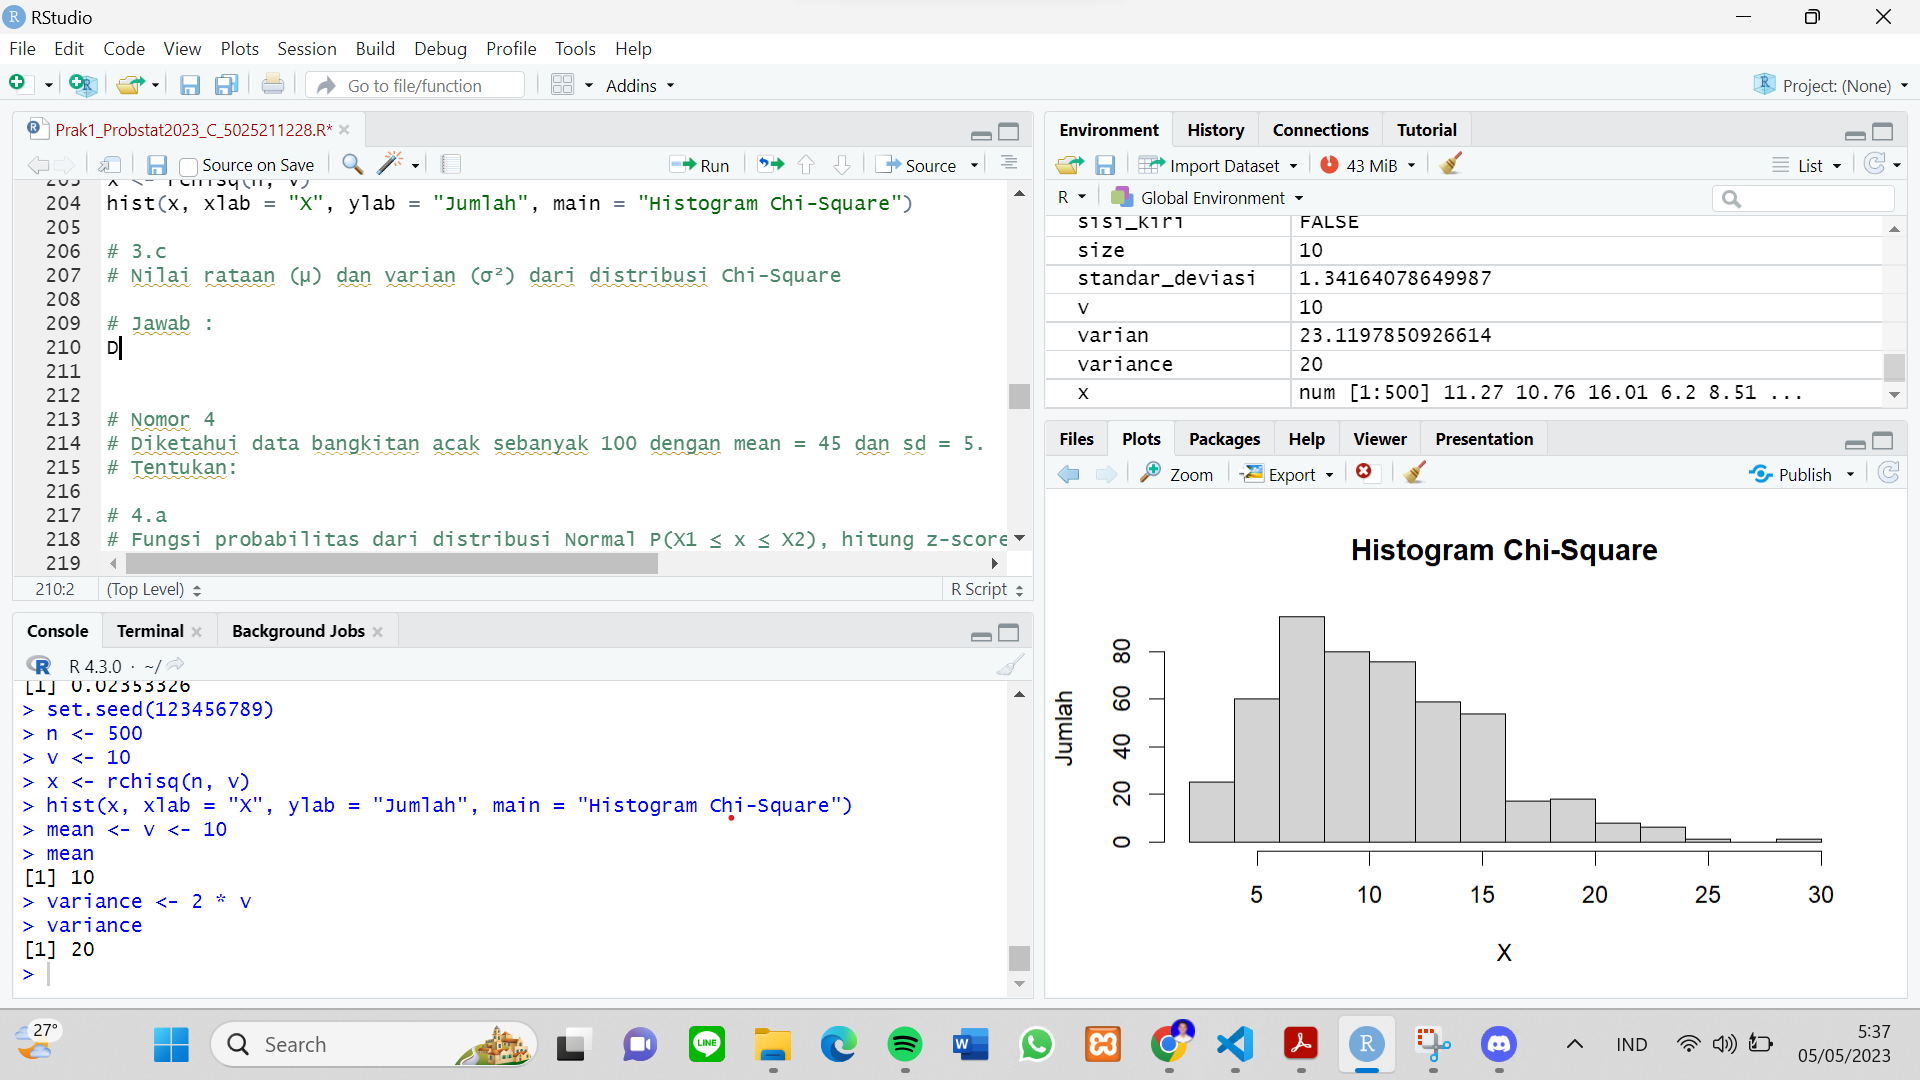 RStudio
File Edit Code View Plots Session Build Debug Profile Tools Help
Go to file/function
Addins
Project: (None)
Prak1_Probstat2023_C_5025211228.R*
Source on Save
Run
Source
203 x <- rchisq(n, v)
204 hist(x, xlab = "X", ylab = "Jumlah", main = "Histogram Chi-Square")
205
206 # 3.c
207 # Nilai rataan (μ) dan varian (σ²) dari distribusi Chi-Square
208
209 # Jawab :
210 D
211
212
213 # Nomor 4
214 # Diketahui data bangkitan acak sebanyak 100 dengan mean = 45 dan sd = 5.
215 # Tentukan:
216
217 # 4.a
218 # Fungsi probabilitas dari distribusi Normal P(X1 ≤ x ≤ X2), hitung z-score
219
210:2 (Top Level) R Script
Console Terminal Background Jobs
R 4.3.0 · ~/
[1] 0.02353326
> set.seed(123456789)
> n <- 500
> v <- 10
> x <- rchisq(n, v)
> hist(x, xlab = "X", ylab = "Jumlah", main = "Histogram Chi-Square")
> mean <- v <- 10
> mean
[1] 10
> variance <- 2 * v
> variance
[1] 20
>
Environment History Connections Tutorial
Import Dataset 43 MiB List
R Global Environment
sisi_kiri FALSE
size 10
standar_deviasi 1.34164078649987
v 10
varian 23.1197850926614
variance 20
x num [1:500] 11.27 10.76 16.01 6.2 8.51 ...
Files Plots Packages Help Viewer Presentation
Zoom Export Publish
Histogram Chi-Square
Jumlah
0 20 40 60 80
5 10 15 20 25 30
X
27°
Search
LINE
IND
5:37
05/05/2023